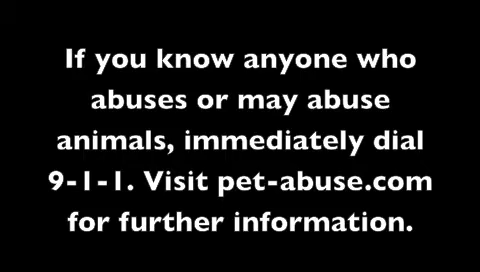 If you know anyone who
abuses or may abuse
animals, immediately dial
9-1-1. Visit pet-abuse.com
for further information.